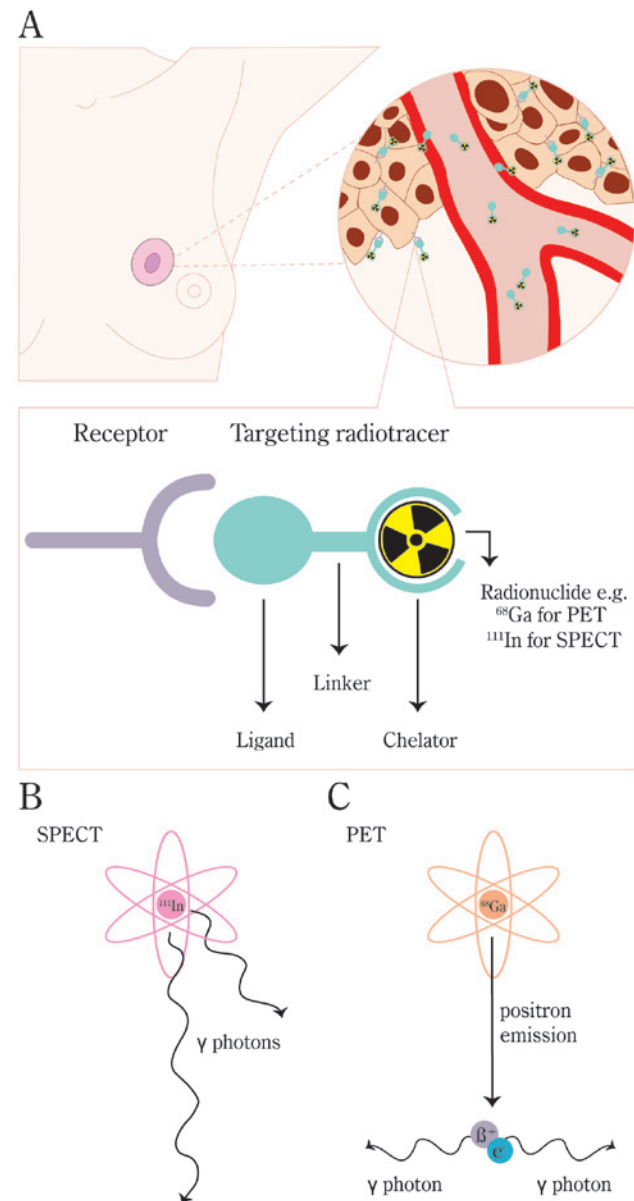 A
Receptor Targeting radiotracer
Radionuclide e.g.
⁶⁸Ga for PET
¹¹¹In for SPECT
Linker
Ligand Chelator
B
SPECT
¹¹¹In
γ photons
C
PET
⁶⁸Ga
positron
emission
ß⁺
e⁻
γ photon γ photon